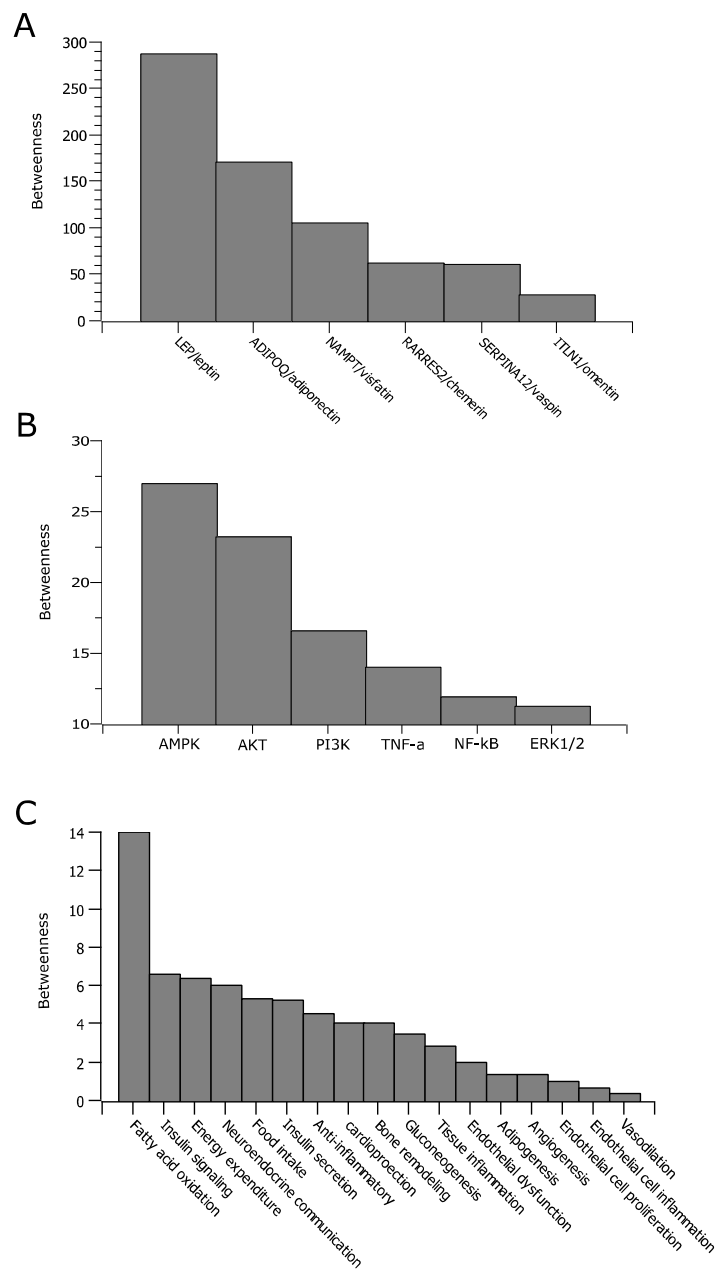 A
300
250
200
150
100
50
0
Betweenness
LEP/leptin
ADIPOQ/adiponectin
NAMPT/visfatin
RARRES2/chemerin
SERPINA12/vaspin
ITLN1/omentin
B
30
25
20
15
10
Betweenness
AMPK
AKT
PI3K
TNF-a
NF-kB
ERK1/2
C
14
12
10
8
6
4
2
0
Betweenness
Fatty acid oxidation
Insulin signaling
Energy expenditure
Neuroendocrine communication
Food intake
Insulin secretion
Anti-inflammatory
cardioprotection
Bone remodeling
Gluconeogenesis
Tissue inflammation
Endothelial dysfunction
Adipogenesis
Angiogenesis
Endothelial cell proliferation
Endothelial cell inflammation
Vasodilation